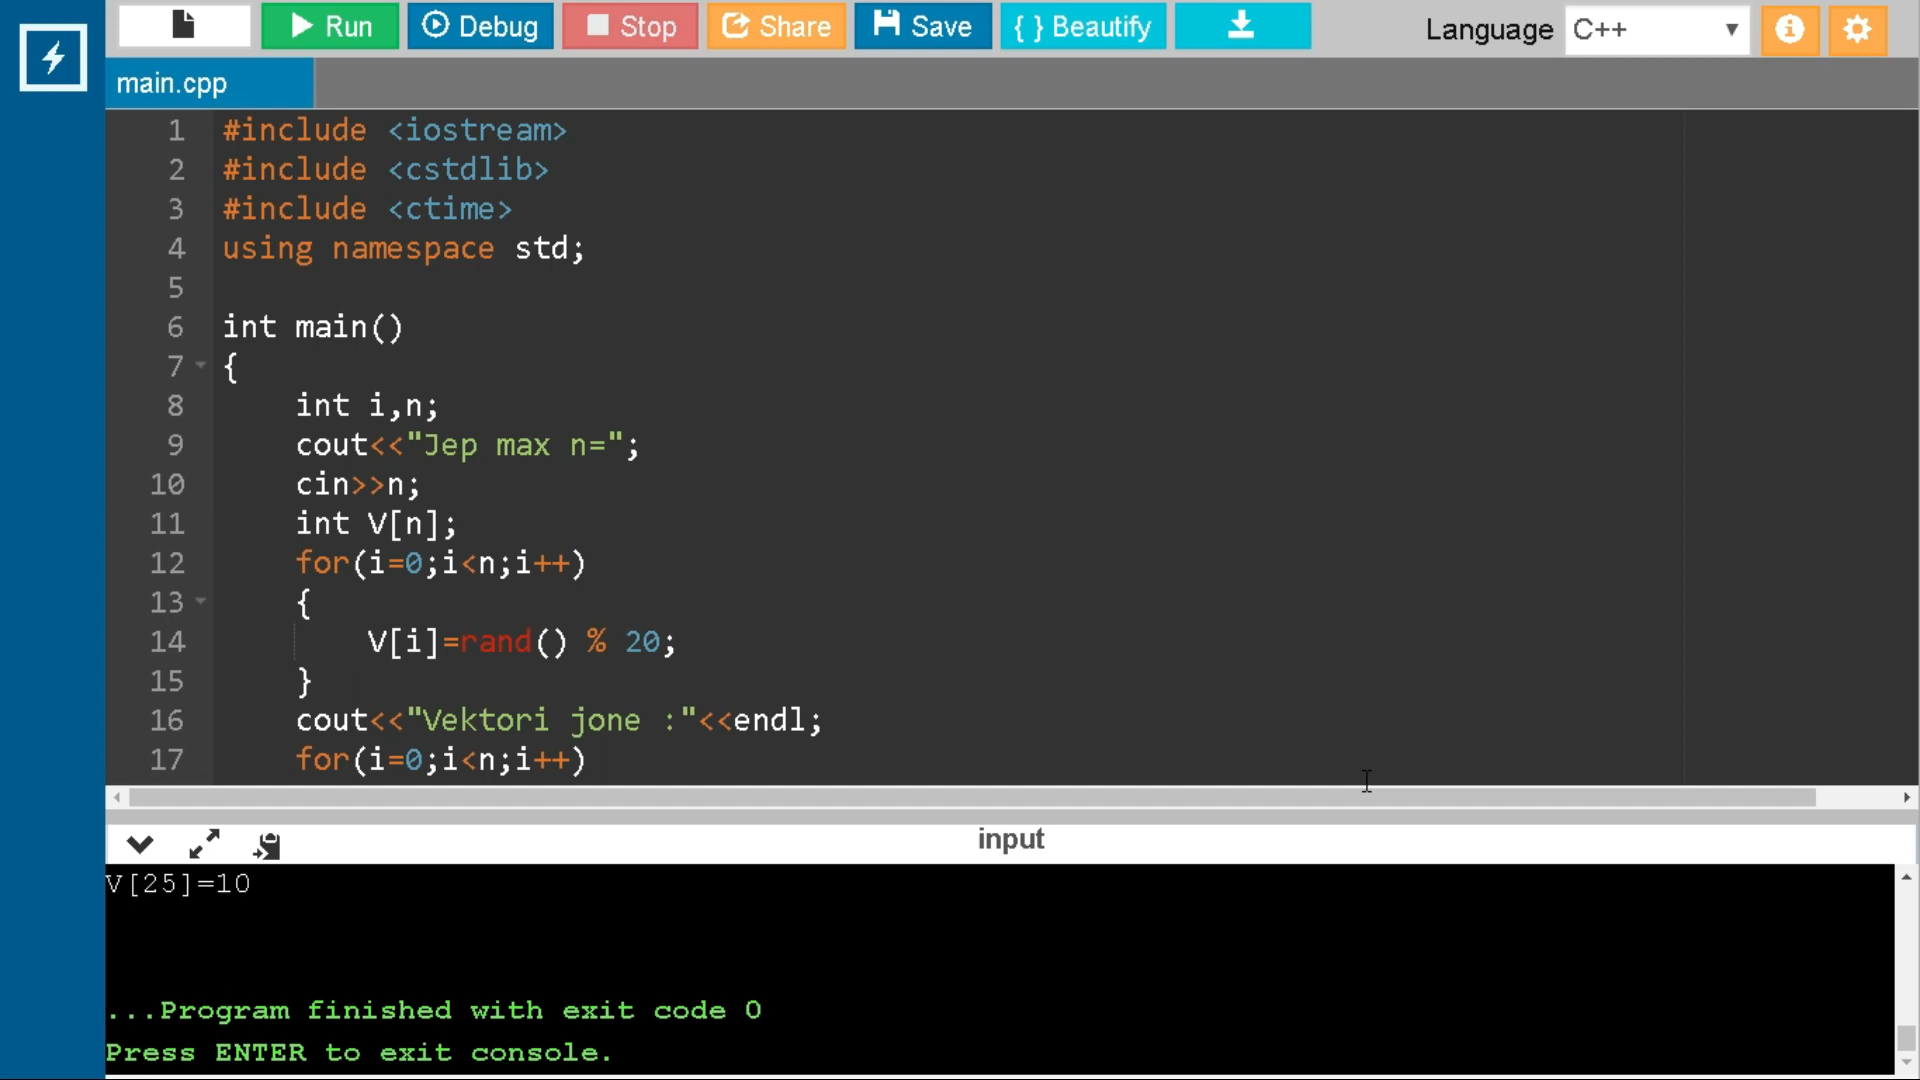 Run Debug Stop Share Save { } Beautify Language C++
main.cpp
1 #include <iostream>
2 #include <cstdlib>
3 #include <ctime>
4 using namespace std;
5
6 int main()
7 {
8 int i,n;
9 cout<<"Jep max n=";
10 cin>>n;
11 int V[n];
12 for(i=0;i<n;i++)
13 {
14 V[i]=rand() % 20;
15 }
16 cout<<"Vektori jone :"<<endl;
17 for(i=0;i<n;i++)
input
V[25]=10
...Program finished with exit code 0
Press ENTER to exit console.